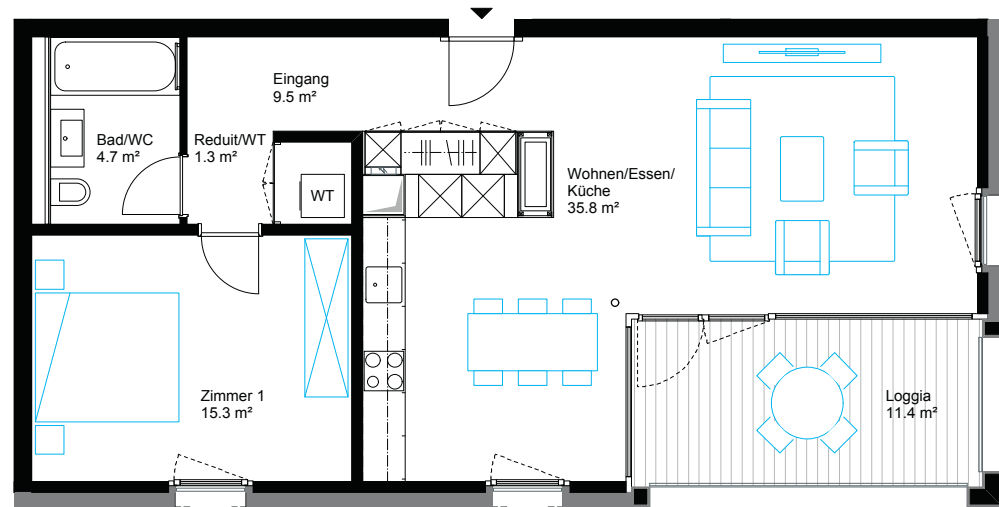 Eingang
9.5 m²
Bad/WC
4.7 m²
Reduit/WT
1.3 m²
WT
Wohnen/Essen/
Küche
35.8 m²
Zimmer 1
15.3 m²
Loggia
11.4 m²